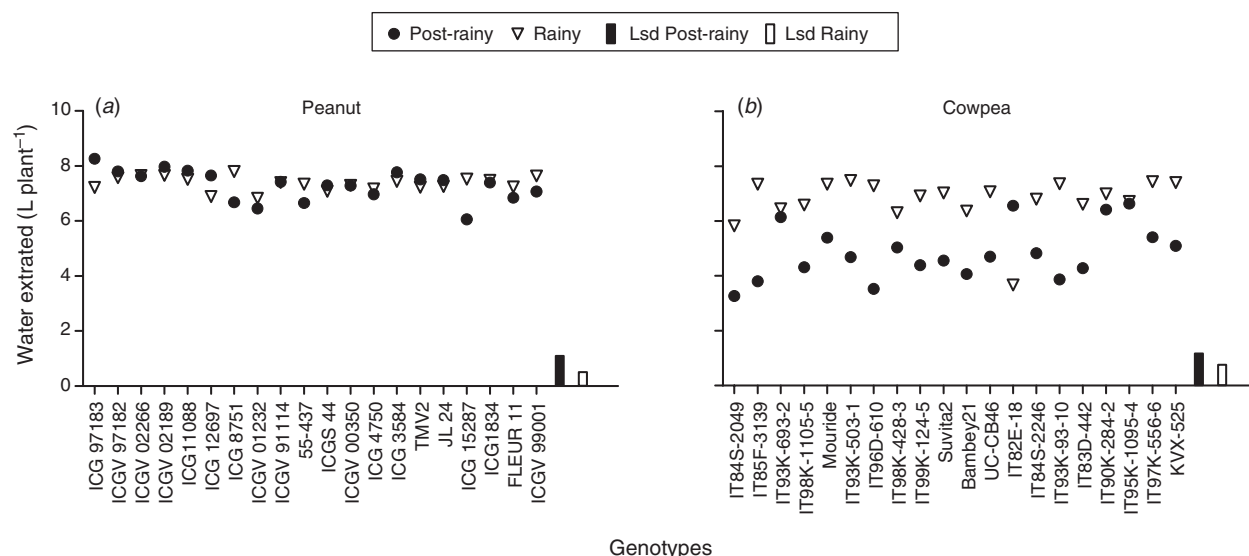 Post-rainy Rainy Lsd Post-rainy Lsd Rainy
(a) Peanut
Water extrated (L plant−1)
10
8
6
4
2
0
ICG 97183
ICGV 97182
ICGV 02266
ICGV 02189
ICG11088
ICG 12697
ICG 8751
ICGV 01232
ICGV 91114
55-437
ICGS 44
ICGV 00350
ICG 4750
ICG 3584
TMV2
JL 24
ICG 15287
ICG1834
FLEUR 11
ICGV 99001
(b) Cowpea
IT84S-2049
IT85F-3139
IT93K-693-2
IT98K-1105-5
Mouride
IT93K-503-1
IT96D-610
IT98K-428-3
IT99K-124-5
Suvita2
Bambey21
UC-CB46
IT82E-18
IT84S-2246
IT93K-93-10
IT83D-442
IT90K-284-2
IT95K-1095-4
IT97K-556-6
KVX-525
Genotypes